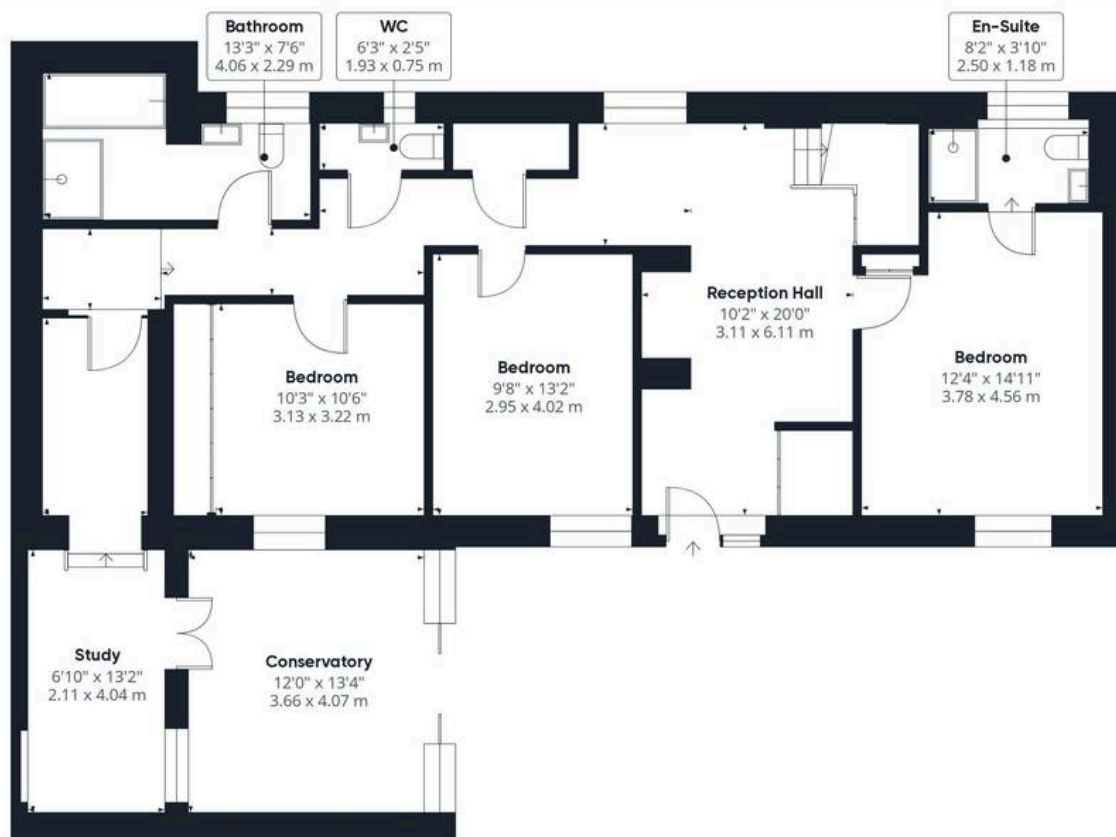 Bathroom
13'3" x 7'6"
4.06 x 2.29 m
WC
6'3" x 2'5"
1.93 x 0.75 m
En-Suite
8'2" x 3'10"
2.50 x 1.18 m
Reception Hall
10'2" x 20'0"
3.11 x 6.11 m
Bedroom
10'3" x 10'6"
3.13 x 3.22 m
Bedroom
9'8" x 13'2"
2.95 x 4.02 m
Bedroom
12'4" x 14'11"
3.78 x 4.56 m
Study
6'10" x 13'2"
2.11 x 4.04 m
Conservatory
12'0" x 13'4"
3.66 x 4.07 m